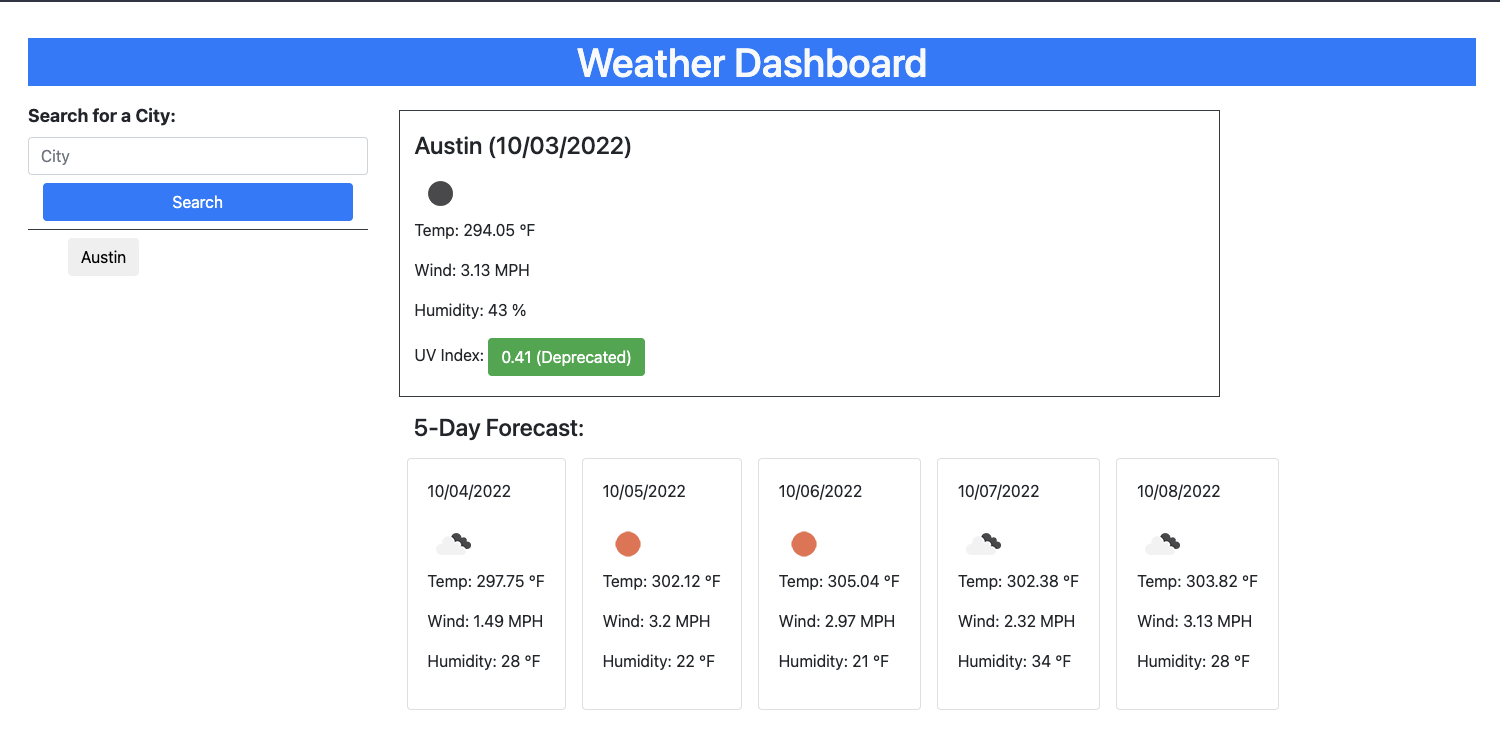 Weather Dashboard
Search for a City:
City
Search
Austin
Austin (10/03/2022)
Temp: 294.05 °F
Wind: 3.13 MPH
Humidity: 43 %
UV Index: 0.41 (Deprecated)
5-Day Forecast:
10/04/2022
Temp: 297.75 °F
Wind: 1.49 MPH
Humidity: 28 °F
10/05/2022
Temp: 302.12 °F
Wind: 3.2 MPH
Humidity: 22 °F
10/06/2022
Temp: 305.04 °F
Wind: 2.97 MPH
Humidity: 21 °F
10/07/2022
Temp: 302.38 °F
Wind: 2.32 MPH
Humidity: 34 °F
10/08/2022
Temp: 303.82 °F
Wind: 3.13 MPH
Humidity: 28 °F